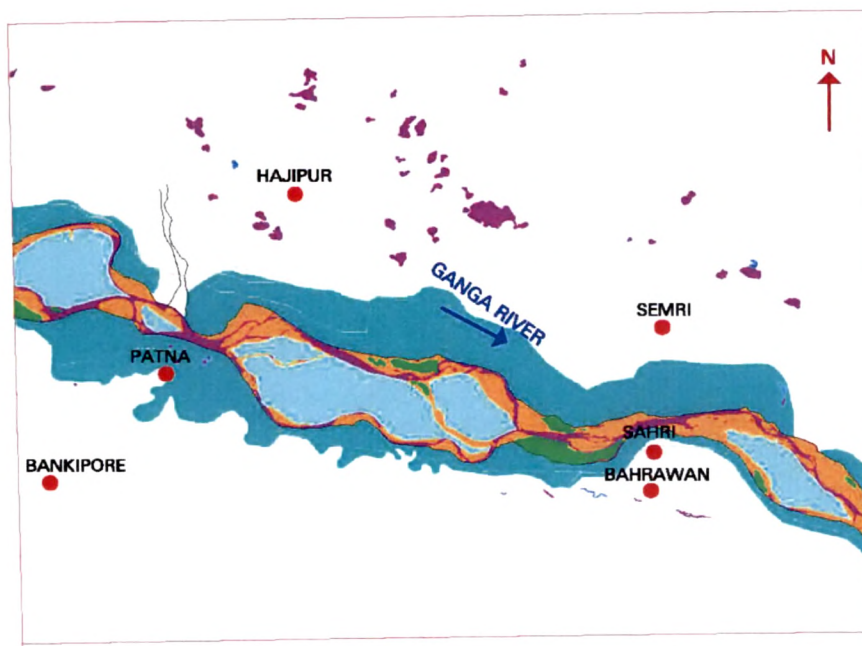 N
HAJIPUR
GANGA RIVER
SEMRI
PATNA
SAHRI
BANKIPORE
BAHRAWAN